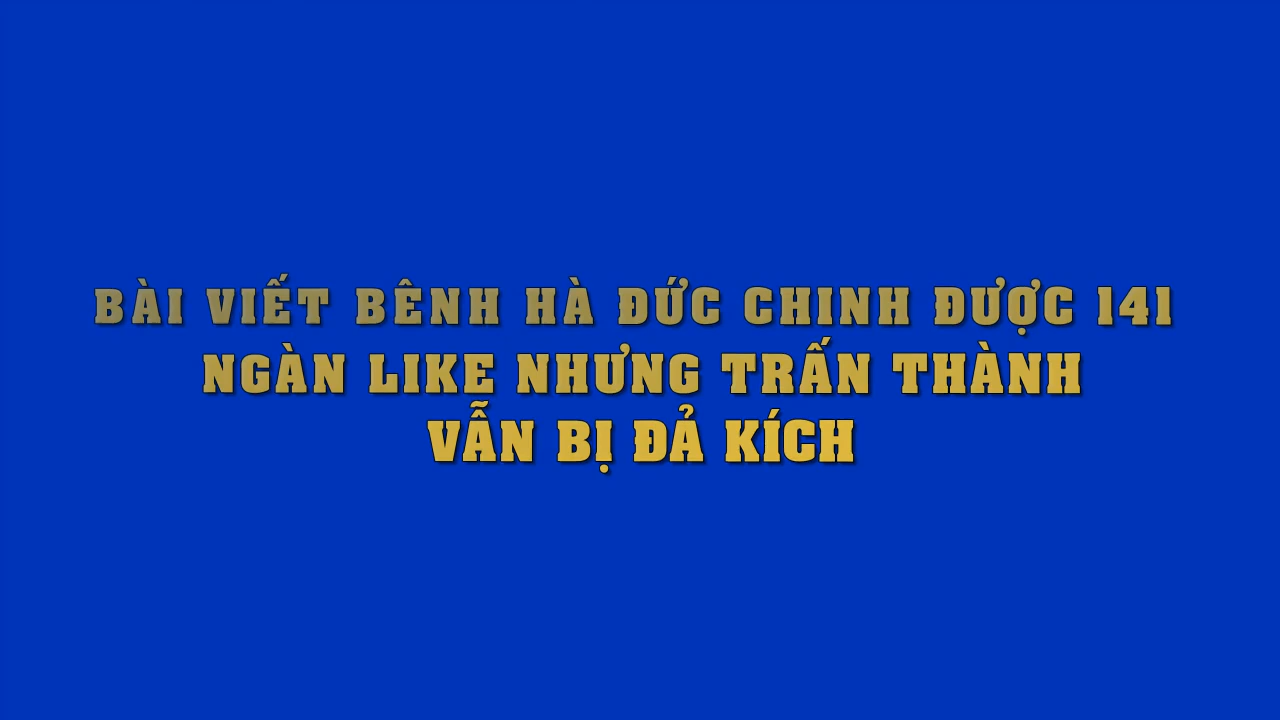 BÀI VIẾT BÊNH HÀ ĐỨC CHINH ĐƯỢC 141
NGÀN LIKE NHƯNG TRẤN THÀNH
VẪN BỊ ĐẢ KÍCH